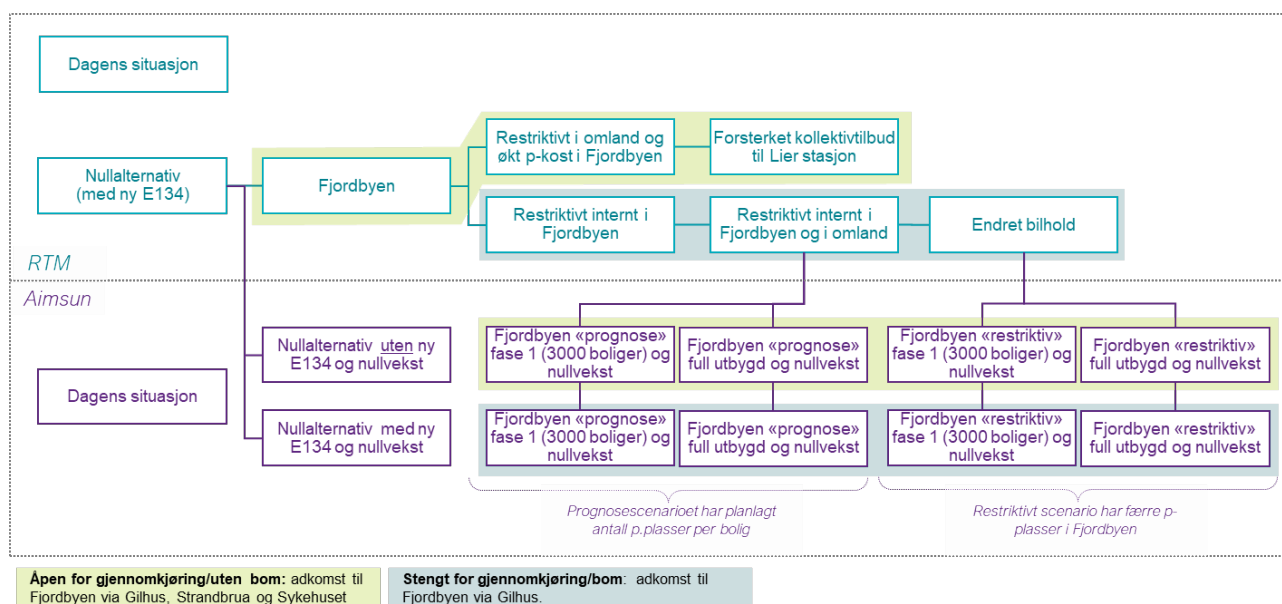 Dagens situasjon
Restriktivt i omland og
økt p-kost i Fjordbyen
Forsterket kollektivtilbud
til Lier stasjon
Nullalternativ
(med ny E134)
Fjordbyen
Restriktivt internt i
Fjordbyen
Restriktivt internt i
Fjordbyen og i omland
Endret bilhold
RTM
Aimsun
Nullalternativ uten ny
E134 og nullvekst
Fjordbyen «prognose»
fase 1 (3000 boliger) og
nullvekst
Fjordbyen «prognose»
full utbygd og nullvekst
Fjordbyen «restriktiv»
fase 1 (3000 boliger) og
nullvekst
Fjordbyen «restriktiv»
full utbygd og nullvekst
Dagens situasjon
Nullalternativ med ny
E134 og nullvekst
Fjordbyen «prognose»
fase 1 (3000 boliger) og
nullvekst
Fjordbyen «prognose»
full utbygd og nullvekst
Fjordbyen «restriktiv»
fase 1 (3000 boliger) og
nullvekst
Fjordbyen «restriktiv»
full utbygd og nullvekst
Prognosescenarioet har planlagt
antall p.plasser per bolig
Restriktivt scenario har færre p-
plasser i Fjordbyen
Åpen for gjennomkjøring/uten bom: adkomst til
Fjordbyen via Gilhus, Strandbrua og Sykehuset
Stengt for gjennomkjøring/bom: adkomst til
Fjordbyen via Gilhus.